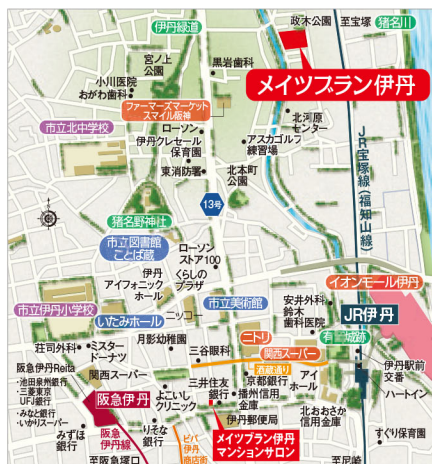 政木公園
至宝塚
猪名川
伊丹緑道
宮ノ上
公園
黒岩歯科
メイツブラン伊丹
小川医院
おがわ歯科
ファーマーズマーケット
スマイル阪神
北河原
センター
市立北中学校
ローソン
伊丹クレセール
保育園
アスカゴルフ
練習場
東消防署
北本町
公園
JR宝塚線(福知山線)
13号
猪名野神社
市立図書館
ことば蔵
ローソン
ストア100
伊丹
アイフォニック
ホール
くらしの
プラザ
イオンモール伊丹
市立伊丹小学校
市立美術館
安井外科
鈴木
歯科医院
JR伊丹
いたみホール
ニッコー
ニトリ
有岡城跡
荘司外科
ミスター
ドーナツ
月影幼稚園
三谷眼科
関西スーパー
酒蔵通り
伊丹駅前
交番
阪急伊丹Reita
・池田泉州銀行
・三菱東京
UFJ銀行
・みなと銀行
・いかりスーパー
関西スーパー
阪急伊丹
よこいし
クリニック
三井住友
銀行
京都銀行
播州信用
金庫
アイ
ホール
ハートイン
みずほ
銀行
阪急
伊丹線
りそな
銀行
伊丹郵便局
北おおさか
信用金庫
メイツブラン伊丹
マンションサロン
ビバ
伊丹
商店街
すぐり保育園
至阪急塚口
至尼崎